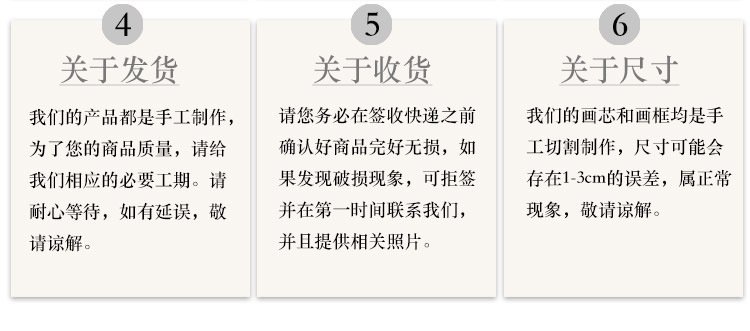 4
关于发货
我们的产品都是手工制作，
为了您的商品质量，请给
我们相应的必要工期。请
耐心等待，如有延误，敬
请谅解。
5
关于收货
请您务必在签收快递之前
确认好商品完好无损，如
果发现破损现象，可拒签
并在第一时间联系我们，
并且提供相关照片。
6
关于尺寸
我们的画芯和画框均是手
工切割制作，尺寸可能会
存在1-3cm的误差，属正常
现象，敬请谅解。